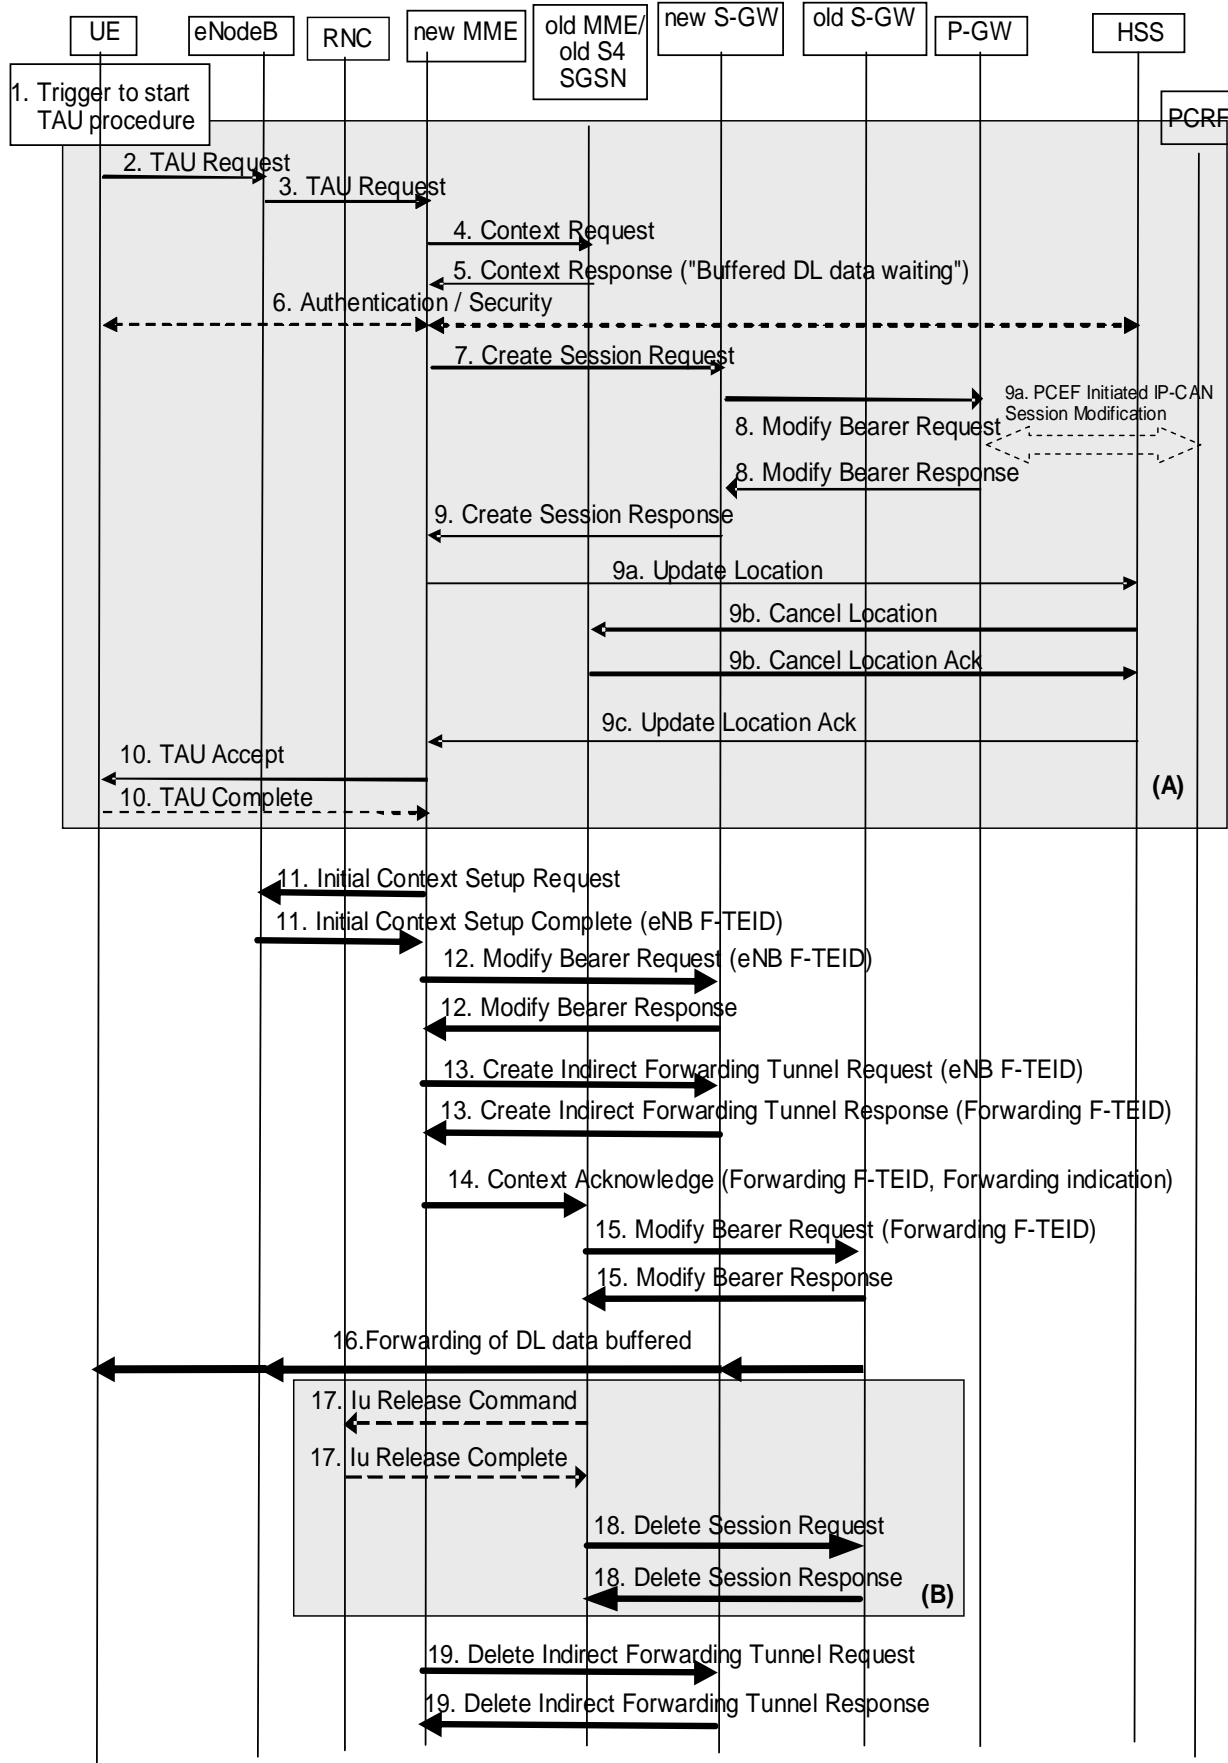 UE
eNodeB
RNC
new MME
old MME/
old S4
SGSN
new S-GW
old S-GW
P-GW
HSS
PCRF
1. Trigger to start
TAU procedure
2. TAU Request
3. TAU Request
4. Context Request
5. Context Response ("Buffered DL data waiting")
6. Authentication / Security
7. Create Session Request
9a. PCEF Initiated IP-CAN
Session Modification
8. Modify Bearer Request
8. Modify Bearer Response
9. Create Session Response
9a. Update Location
9b. Cancel Location
9b. Cancel Location Ack
9c. Update Location Ack
10. TAU Accept
10. TAU Complete
(A)
11. Initial Context Setup Request
11. Initial Context Setup Complete (eNB F-TEID)
12. Modify Bearer Request (eNB F-TEID)
12. Modify Bearer Response
13. Create Indirect Forwarding Tunnel Request (eNB F-TEID)
13. Create Indirect Forwarding Tunnel Response (Forwarding F-TEID)
14. Context Acknowledge (Forwarding F-TEID, Forwarding indication)
15. Modify Bearer Request (Forwarding F-TEID)
15. Modify Bearer Response
16.Forwarding of DL data buffered
17. Iu Release Command
17. Iu Release Complete
18. Delete Session Request
18. Delete Session Response
(B)
19. Delete Indirect Forwarding Tunnel Request
19. Delete Indirect Forwarding Tunnel Response